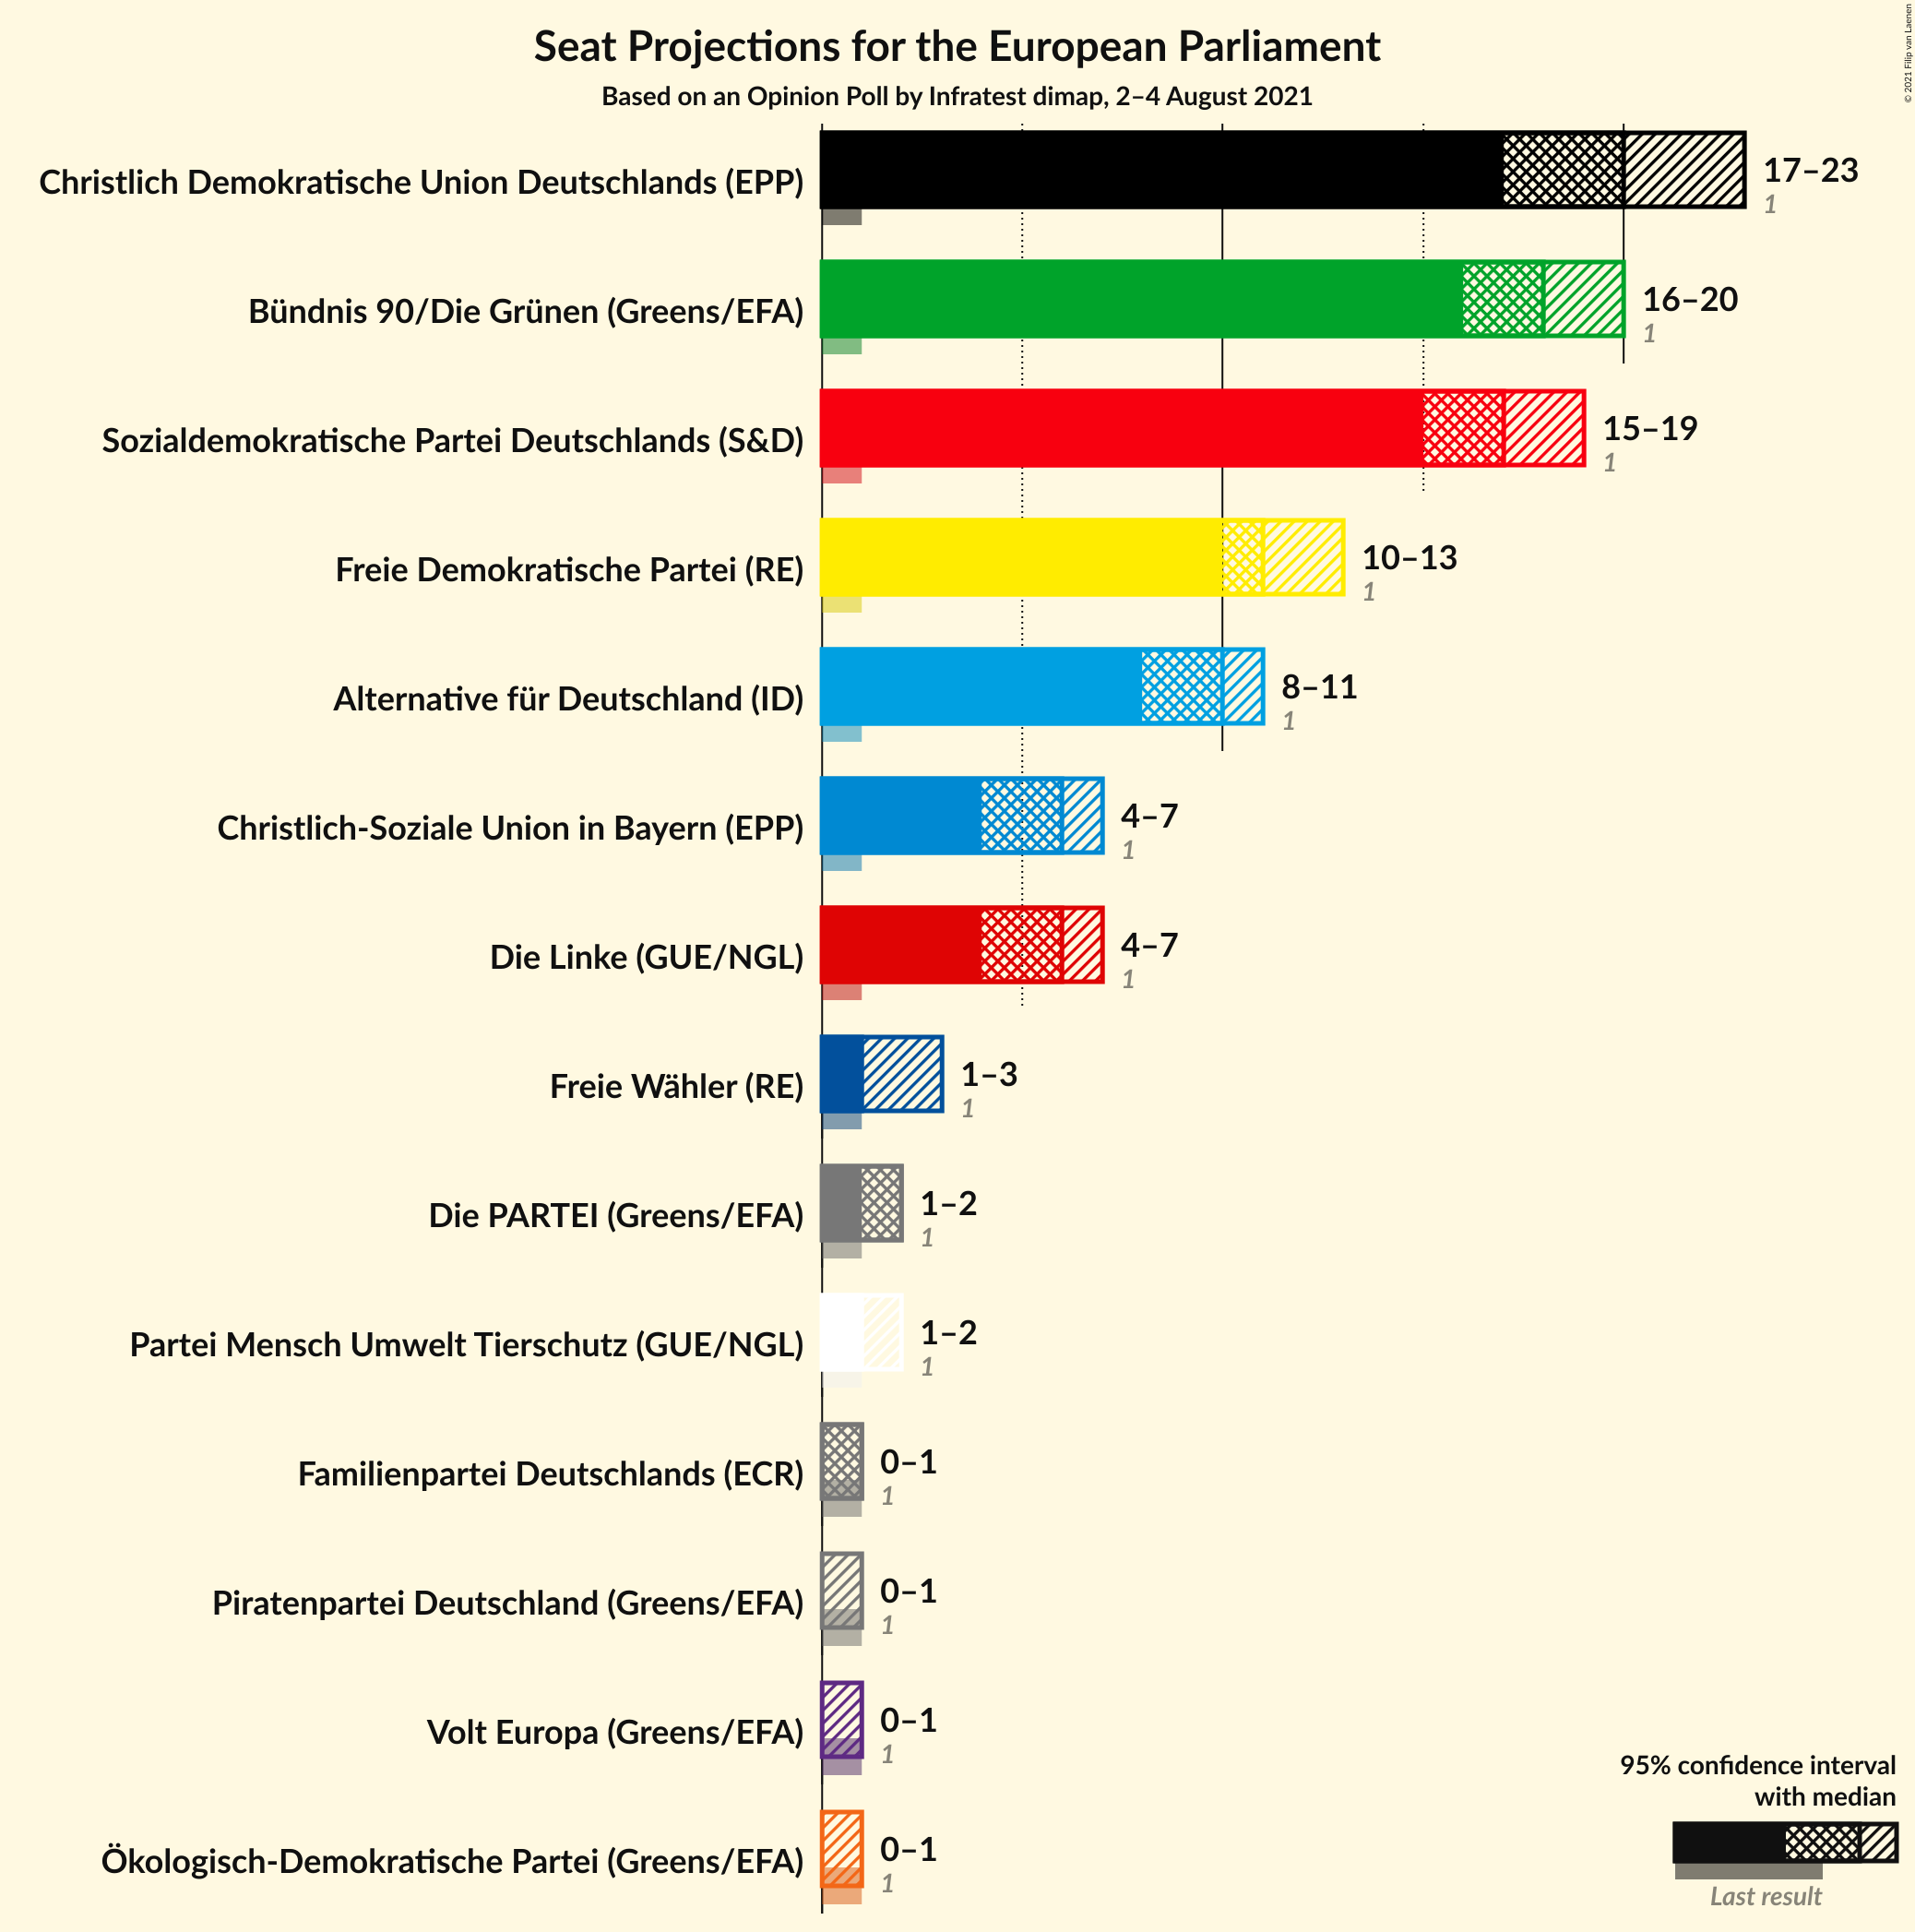 Seat Projections for the European Parliament
Based on an Opinion Poll by Infratest dimap, 2–4 August 2021
© 2021 Filip van Laenen
Christlich Demokratische Union Deutschlands (EPP)
17–23
1
Bündnis 90/Die Grünen (Greens/EFA)
16–20
1
Sozialdemokratische Partei Deutschlands (S&D)
15–19
1
Freie Demokratische Partei (RE)
10–13
1
Alternative für Deutschland (ID)
8–11
1
Christlich-Soziale Union in Bayern (EPP)
4–7
1
Die Linke (GUE/NGL)
4–7
1
Freie Wähler (RE)
1–3
1
Die PARTEI (Greens/EFA)
1–2
1
Partei Mensch Umwelt Tierschutz (GUE/NGL)
1–2
1
Familienpartei Deutschlands (ECR)
0–1
1
Piratenpartei Deutschland (Greens/EFA)
0–1
1
Volt Europa (Greens/EFA)
0–1
1
Ökologisch-Demokratische Partei (Greens/EFA)
0–1
1
95% confidence interval
with median
Last result